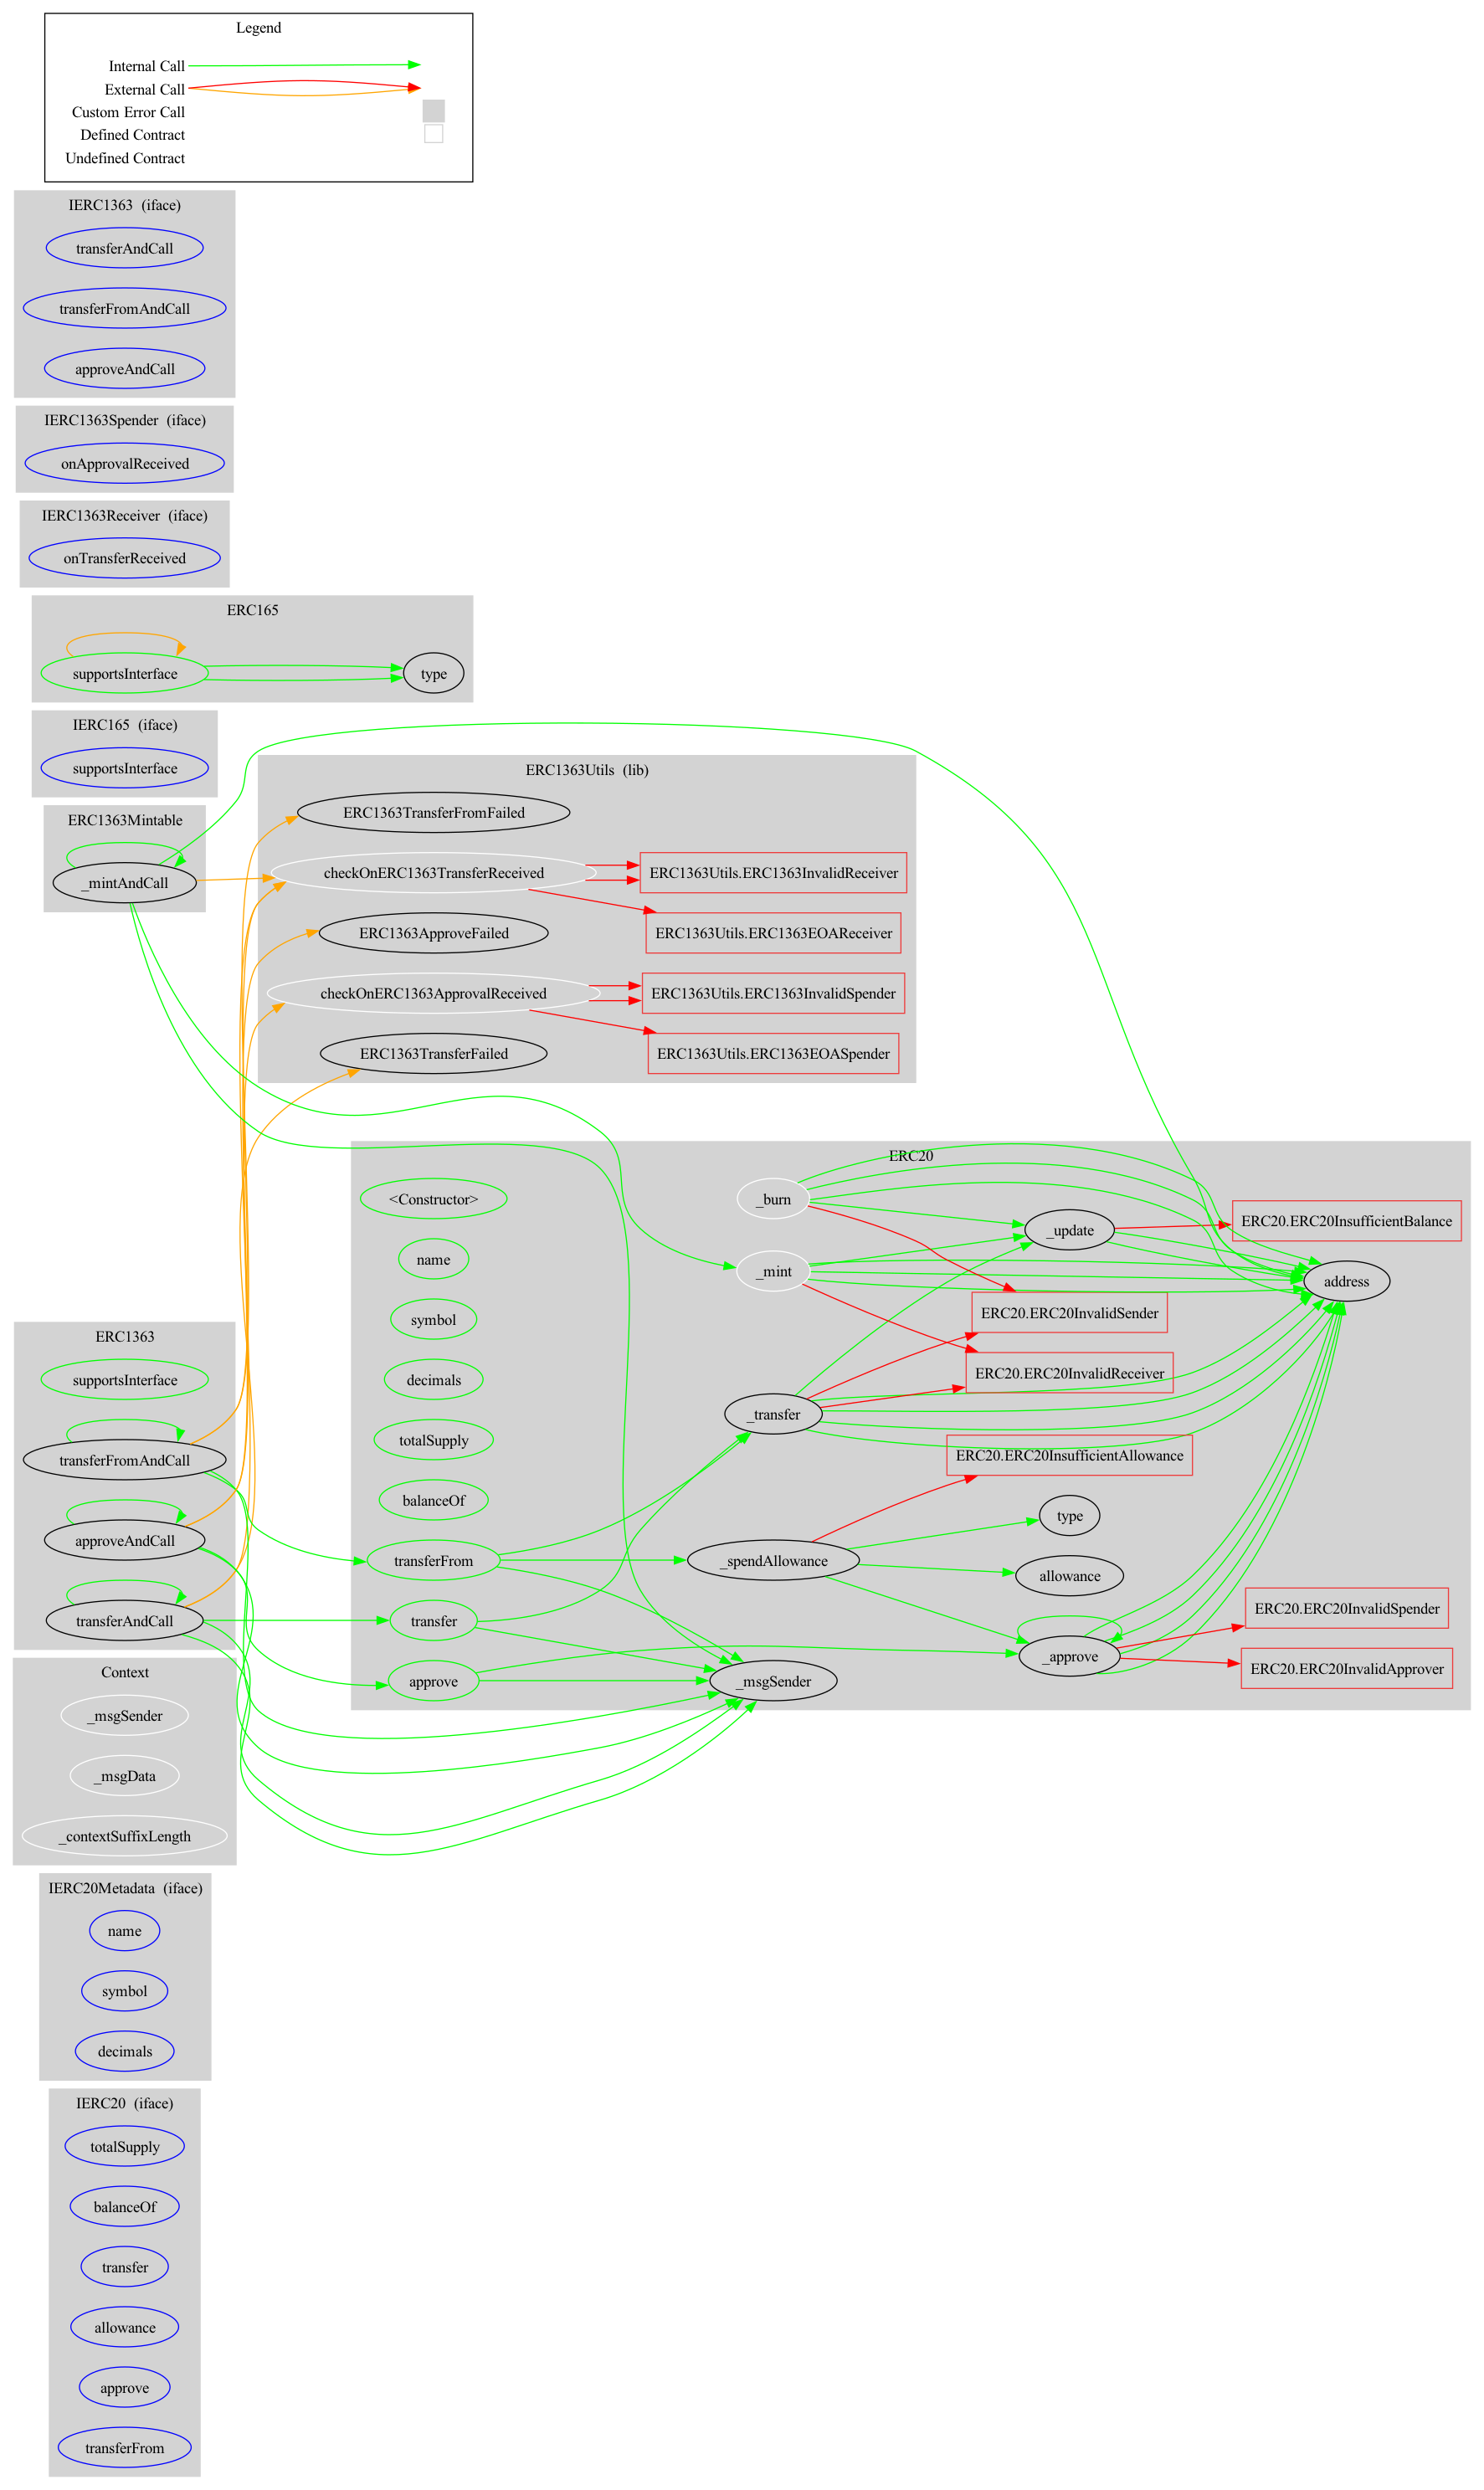 Legend
Internal Call
External Call
Custom Error Call
Defined Contract
Undefined Contract
IERC1363 (iface)
transferAndCall
transferFromAndCall
approveAndCall
IERC1363Spender (iface)
onApprovalReceived
IERC1363Receiver (iface)
onTransferReceived
ERC165
supportsInterface
type
IERC165 (iface)
supportsInterface
ERC1363Mintable
_mintAndCall
ERC1363Utils (lib)
ERC1363TransferFromFailed
checkOnERC1363TransferReceived
ERC1363Utils.ERC1363InvalidReceiver
ERC1363ApproveFailed
ERC1363Utils.ERC1363EOAReceiver
checkOnERC1363ApprovalReceived
ERC1363Utils.ERC1363InvalidSpender
ERC1363TransferFailed
ERC1363Utils.ERC1363EOASpender
ERC20
<Constructor>
name
symbol
decimals
totalSupply
balanceOf
transferFrom
transfer
approve
_burn
_mint
_transfer
_spendAllowance
_msgSender
_update
ERC20.ERC20InvalidSender
ERC20.ERC20InvalidReceiver
ERC20.ERC20InsufficientAllowance
type
allowance
_approve
ERC20.ERC20InsufficientBalance
address
ERC20.ERC20InvalidSpender
ERC20.ERC20InvalidApprover
ERC1363
supportsInterface
transferFromAndCall
approveAndCall
transferAndCall
Context
_msgSender
_msgData
_contextSuffixLength
IERC20Metadata (iface)
name
symbol
decimals
IERC20 (iface)
totalSupply
balanceOf
transfer
allowance
approve
transferFrom